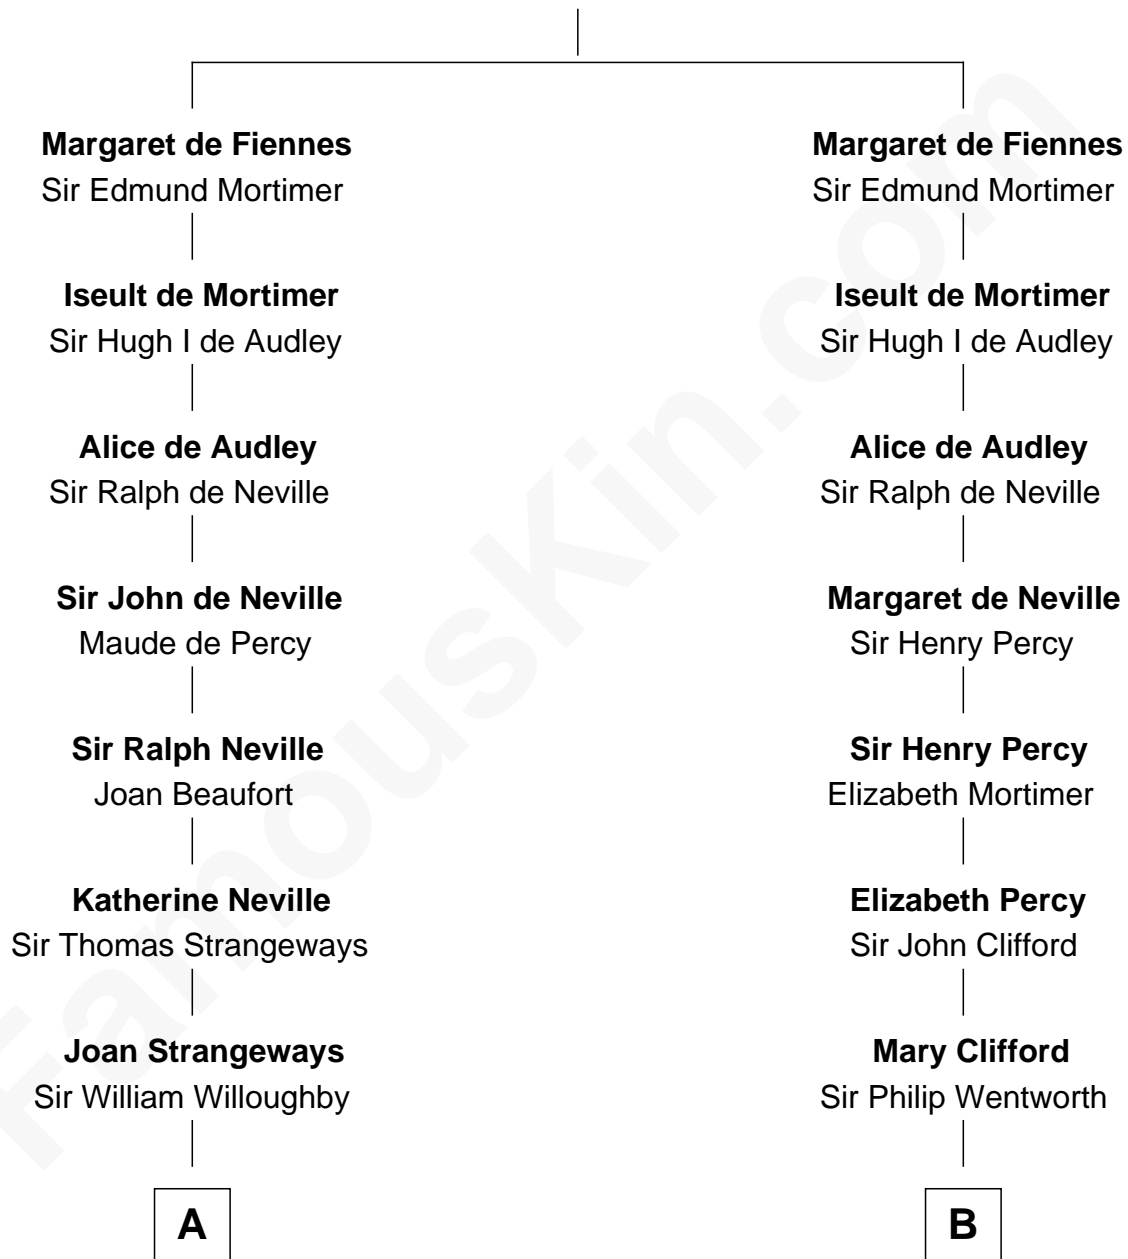 Margaret de Fiennes
Sir Edmund Mortimer
Iseult de Mortimer
Sir Hugh I de Audley
Alice de Audley
Sir Ralph de Neville
Sir John de Neville
Maude de Percy
Sir Ralph Neville
Joan Beaufort
Katherine Neville
Sir Thomas Strangeways
Joan Strangeways
Sir William Willoughby
A
Margaret de Fiennes
Sir Edmund Mortimer
Iseult de Mortimer
Sir Hugh I de Audley
Alice de Audley
Sir Ralph de Neville
Margaret de Neville
Sir Henry Percy
Sir Henry Percy
Elizabeth Mortimer
Elizabeth Percy
Sir John Clifford
Mary Clifford
Sir Philip Wentworth
B
FamousKin.com